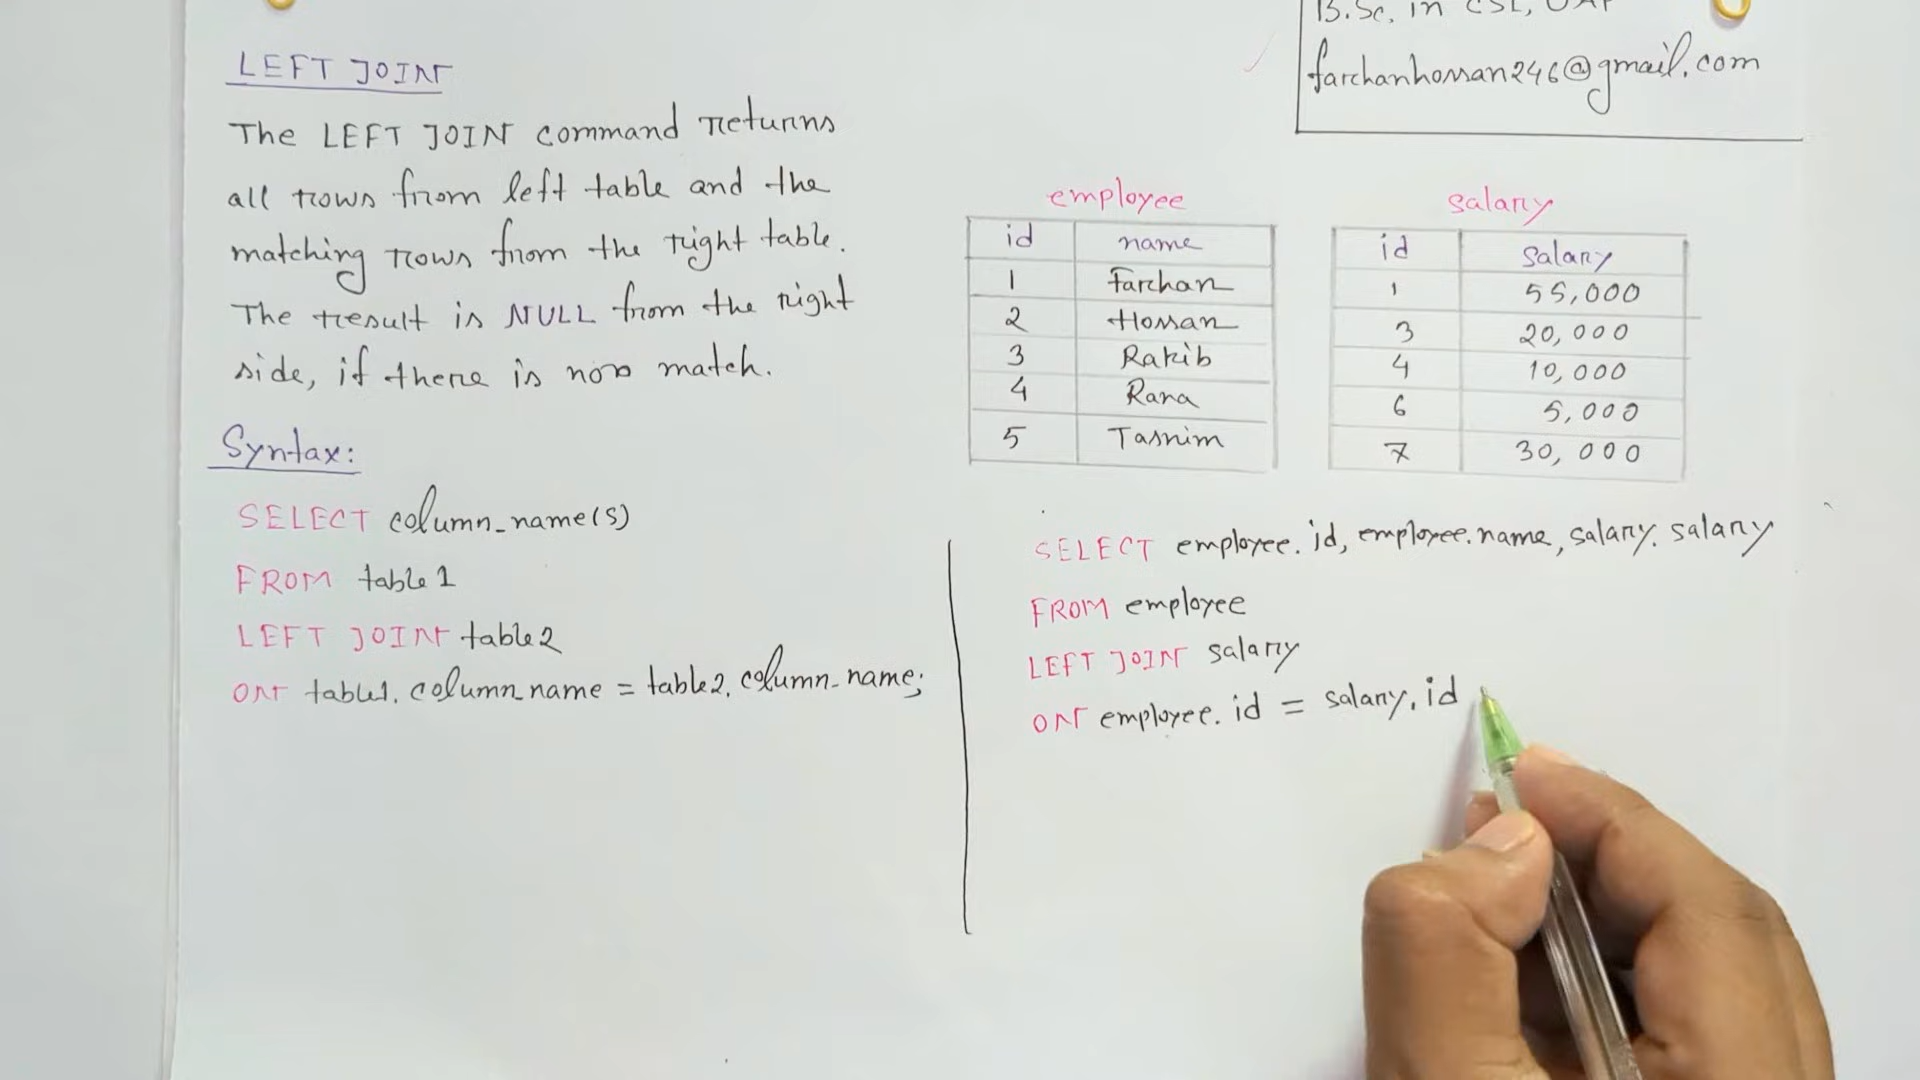 B.Sc. in CSE, UAP
farhanhossan246@gmail.com
LEFT JOIN
The LEFT JOIN command returns
all rows from left table and the
matching rows from the right table.
The result is NULL from the right
side, if there is no match.
Syntax:
SELECT column_name(s)
FROM table1
LEFT JOIN table2
ON table1.column_name = table2.column_name;
employee
id name
1 Farhan
2 Hossan
3 Rakib
4 Rana
5 Tasnim
salary
id salary
1 55,000
3 20,000
4 10,000
6 5,000
7 30,000
SELECT employee.id, employee.name, salary.salary
FROM employee
LEFT JOIN salary
ON employee.id = salary.id